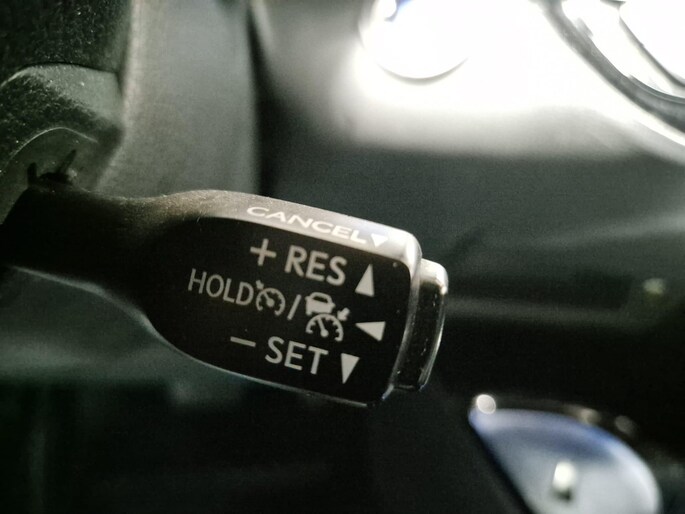 CANCEL
+ RES
HOLD /
- SET